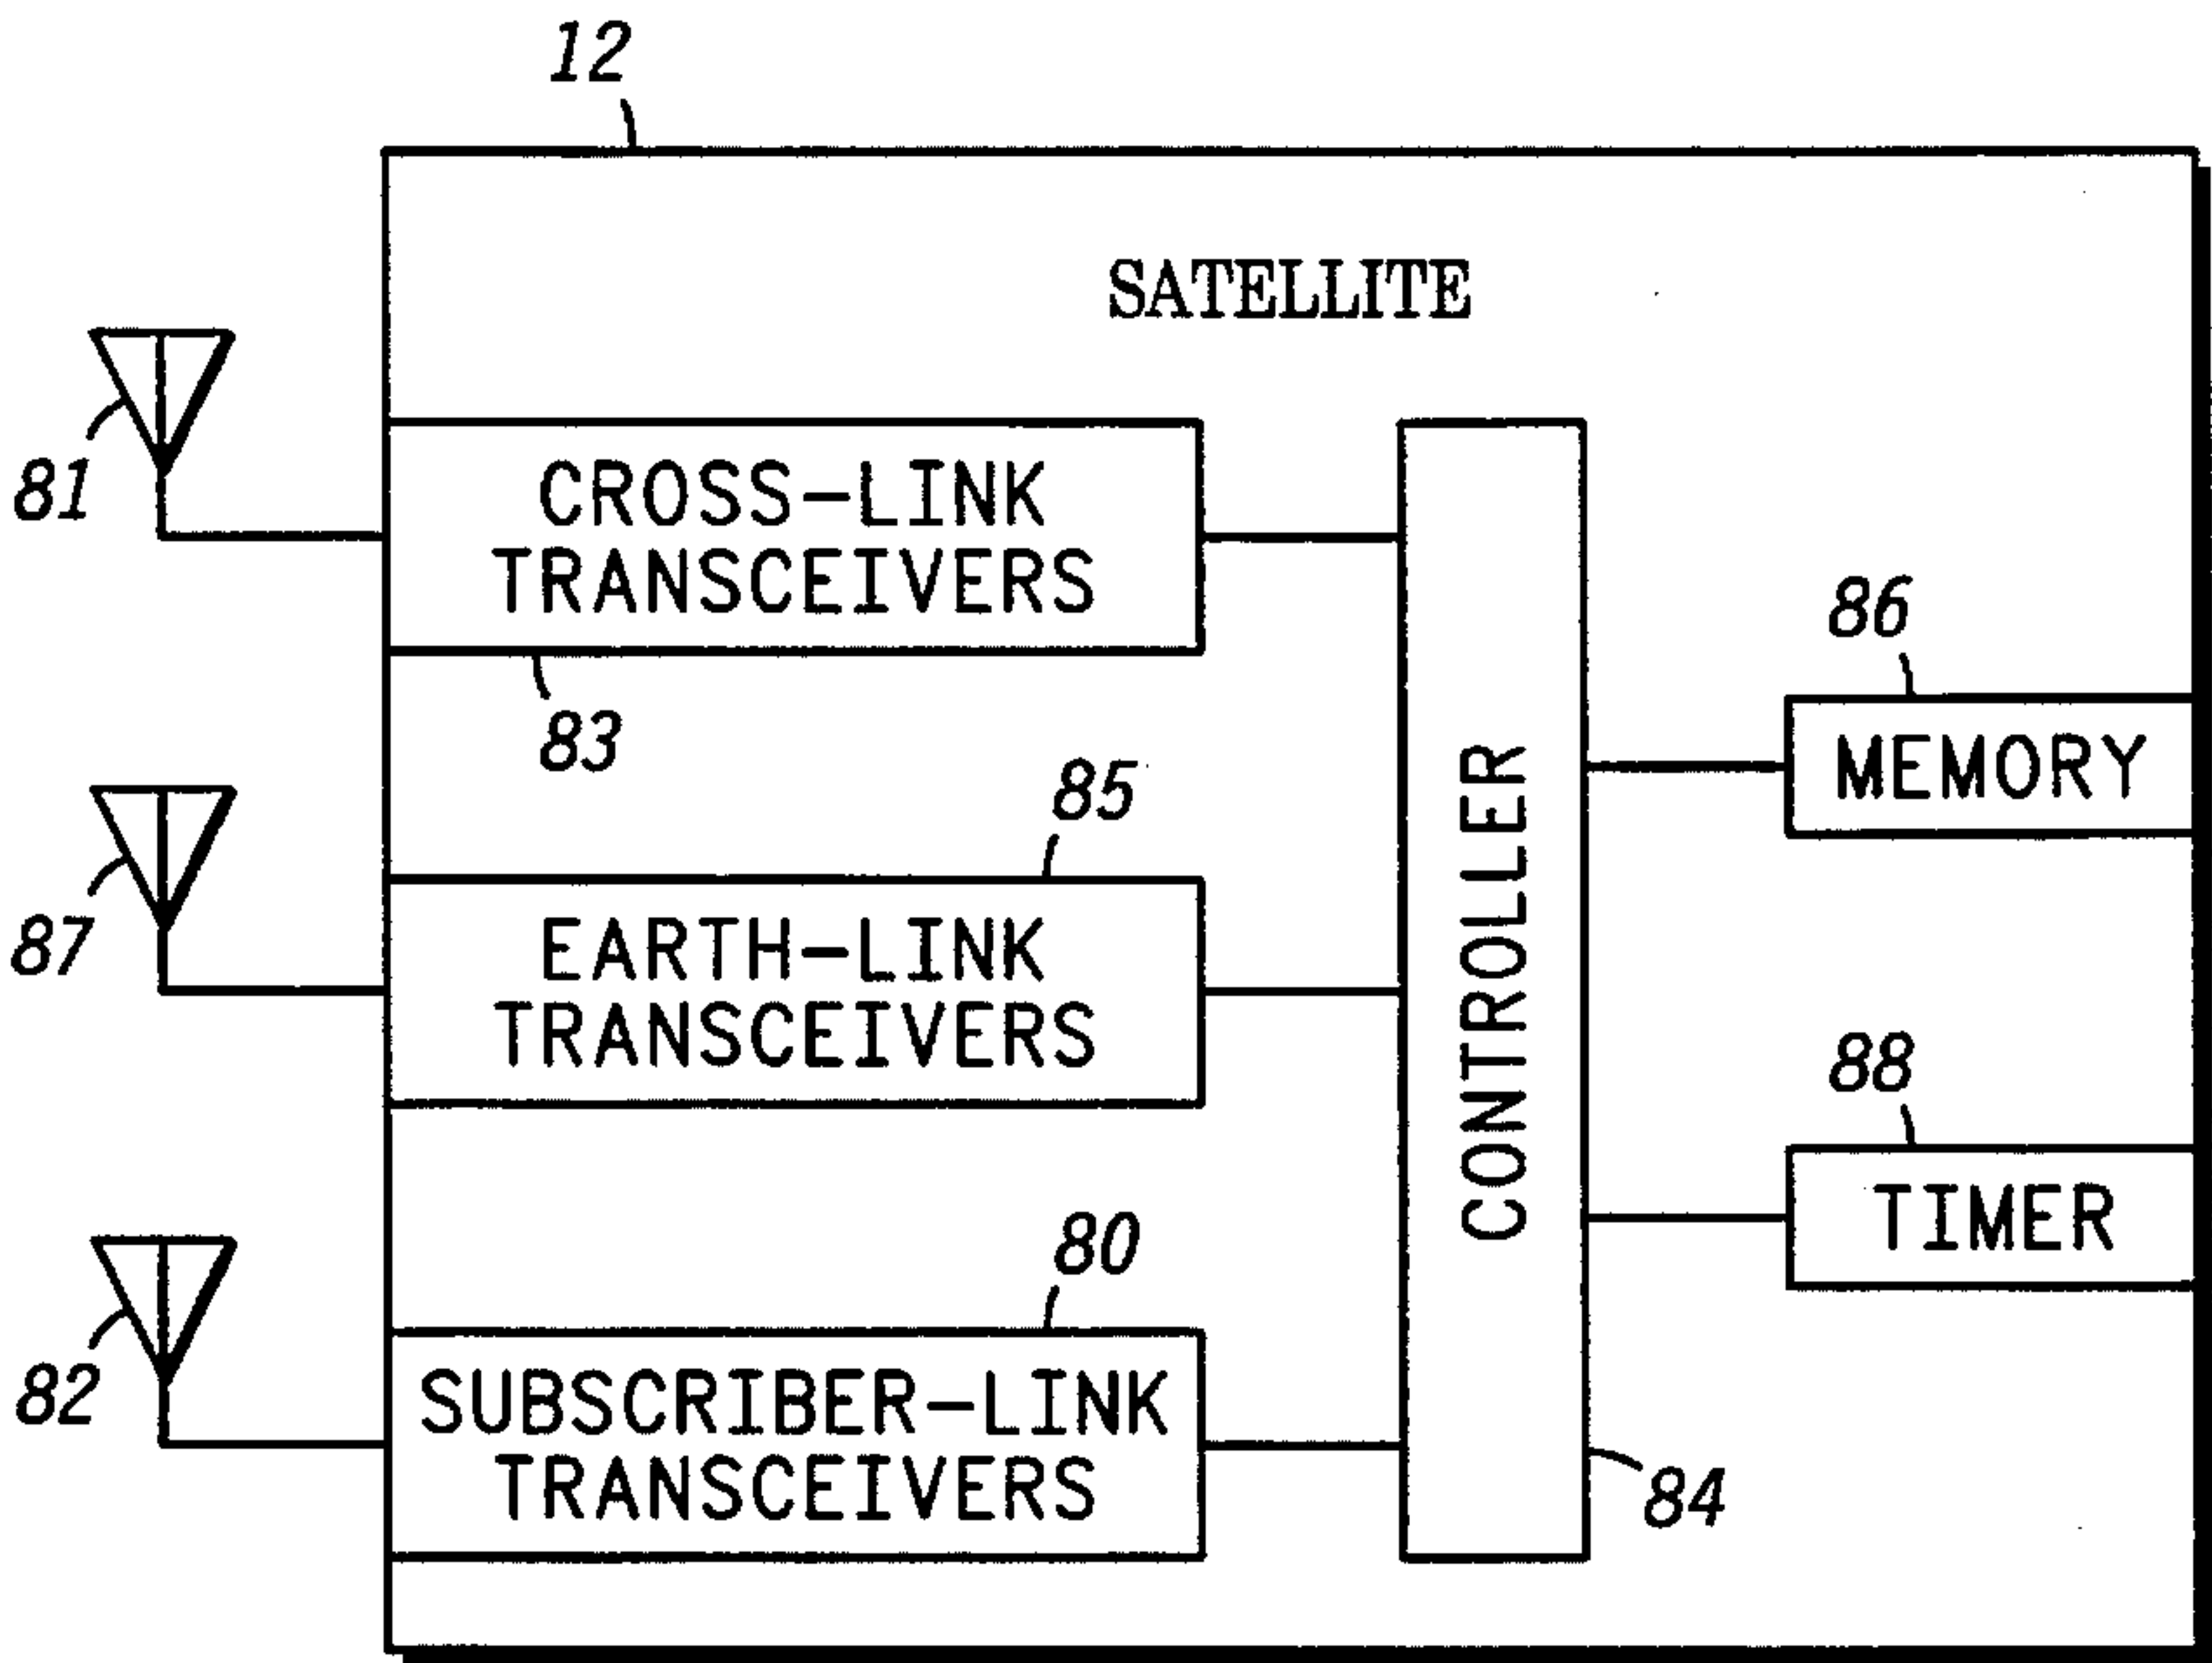 12
SATELLITE
81
CROSS-LINK
TRANSCEIVERS
83
86
MEMORY
87
85
EARTH-LINK
TRANSCEIVERS
CONTROLLER
88
TIMER
82
80
SUBSCRIBER-LINK
TRANSCEIVERS
84